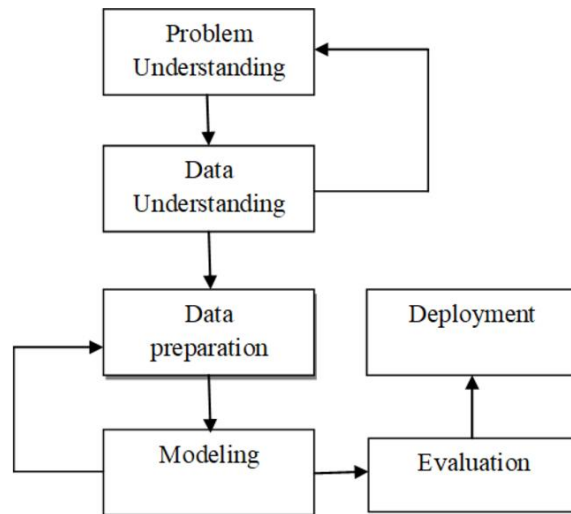 Problem
Understanding
Data
Understanding
Data
preparation
Deployment
Modeling
Evaluation